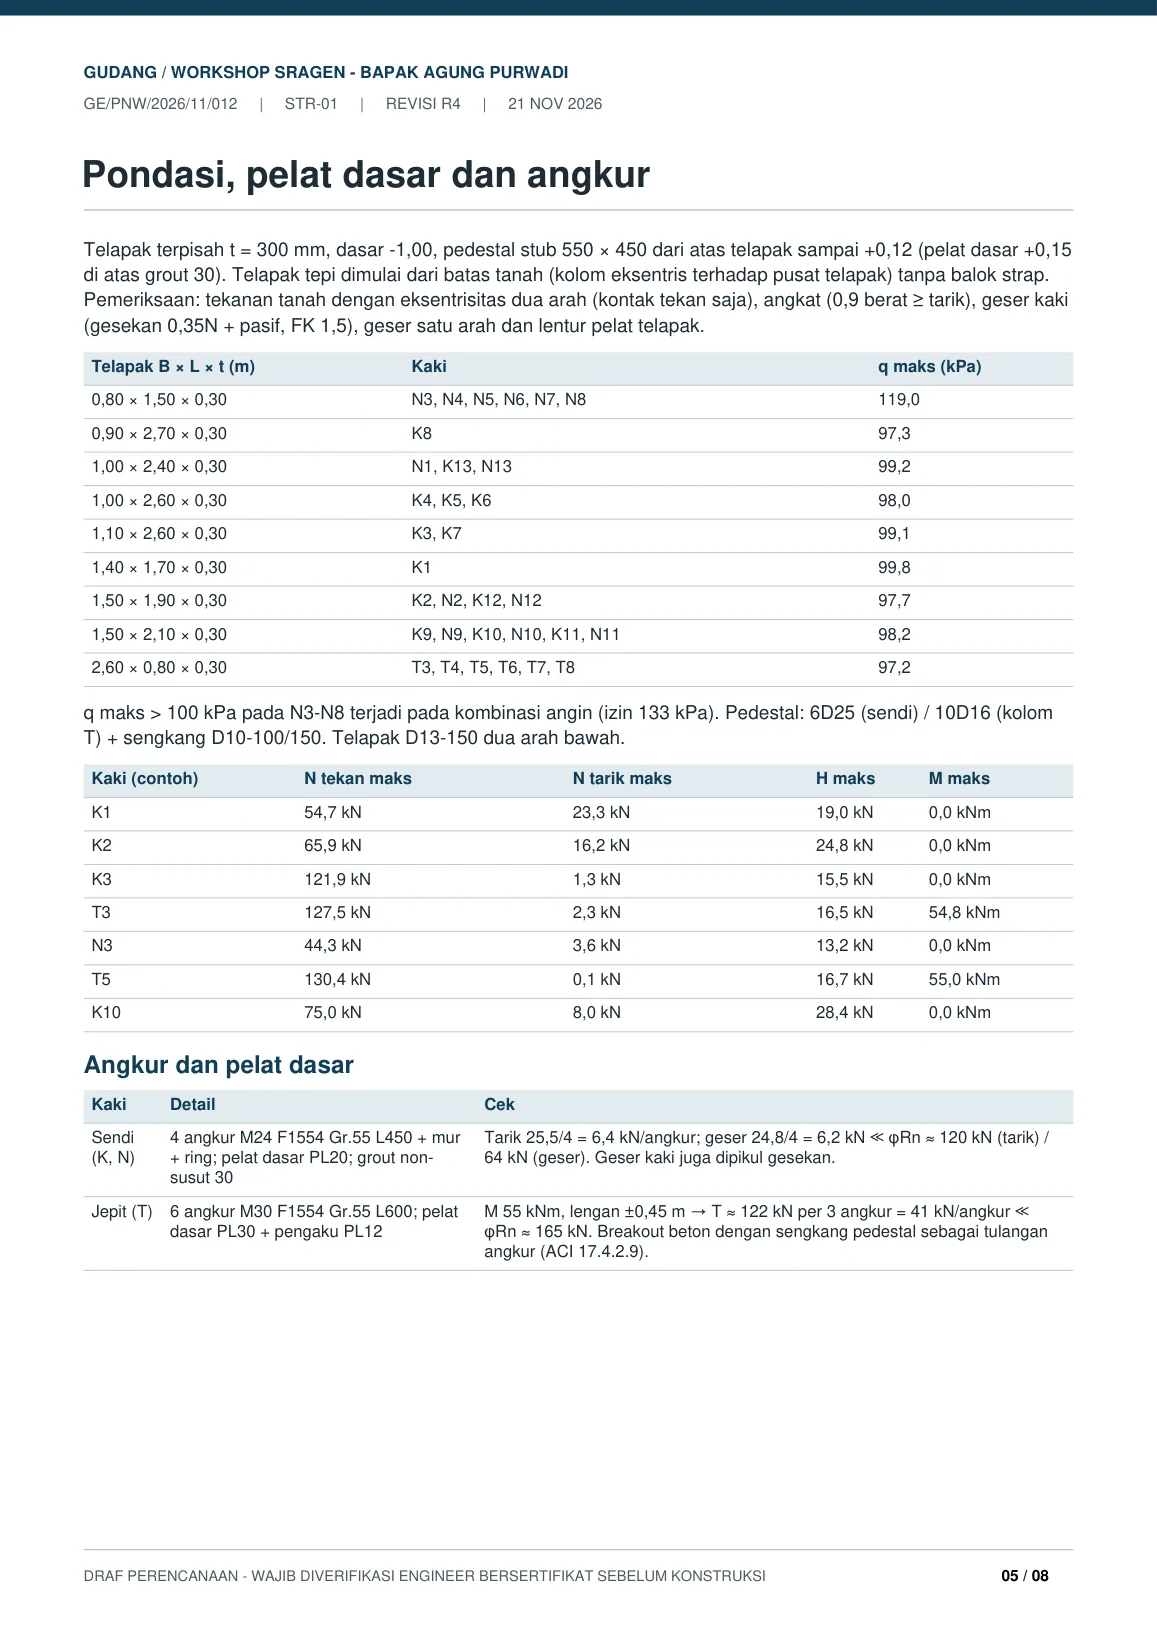 GUDANG / WORKSHOP SRAGEN - BAPAK AGUNG PURWADI
GE/PNW/2026/11/012 | STR-01 | REVISI R4 | 21 NOV 2026
Pondasi, pelat dasar dan angkur
Telapak terpisah t = 300 mm, dasar -1,00, pedestal stub 550 × 450 dari atas telapak sampai +0,12 (pelat dasar +0,15
di atas grout 30). Telapak tepi dimulai dari batas tanah (kolom eksentris terhadap pusat telapak) tanpa balok strap.
Pemeriksaan: tekanan tanah dengan eksentrisitas dua arah (kontak tekan saja), angkat (0,9 berat ≥ tarik), geser kaki
(gesekan 0,35N + pasif, FK 1,5), geser satu arah dan lentur pelat telapak.
Telapak B × L × t (m) Kaki q maks (kPa)
0,80 × 1,50 × 0,30 N3, N4, N5, N6, N7, N8 119,0
0,90 × 2,70 × 0,30 K8 97,3
1,00 × 2,40 × 0,30 N1, K13, N13 99,2
1,00 × 2,60 × 0,30 K4, K5, K6 98,0
1,10 × 2,60 × 0,30 K3, K7 99,1
1,40 × 1,70 × 0,30 K1 99,8
1,50 × 1,90 × 0,30 K2, N2, K12, N12 97,7
1,50 × 2,10 × 0,30 K9, N9, K10, N10, K11, N11 98,2
2,60 × 0,80 × 0,30 T3, T4, T5, T6, T7, T8 97,2
q maks > 100 kPa pada N3-N8 terjadi pada kombinasi angin (izin 133 kPa). Pedestal: 6D25 (sendi) / 10D16 (kolom
T) + sengkang D10-100/150. Telapak D13-150 dua arah bawah.
Kaki (contoh) N tekan maks N tarik maks H maks M maks
K1 54,7 kN 23,3 kN 19,0 kN 0,0 kNm
K2 65,9 kN 16,2 kN 24,8 kN 0,0 kNm
K3 121,9 kN 1,3 kN 15,5 kN 0,0 kNm
T3 127,5 kN 2,3 kN 16,5 kN 54,8 kNm
N3 44,3 kN 3,6 kN 13,2 kN 0,0 kNm
T5 130,4 kN 0,1 kN 16,7 kN 55,0 kNm
K10 75,0 kN 8,0 kN 28,4 kN 0,0 kNm
Angkur dan pelat dasar
Kaki Detail Cek
Sendi 4 angkur M24 F1554 Gr.55 L450 + mur Tarik 25,5/4 = 6,4 kN/angkur; geser 24,8/4 = 6,2 kN ≪ φRn ≈ 120 kN (tarik) /
(K, N) + ring; pelat dasar PL20; grout non- 64 kN (geser). Geser kaki juga dipikul gesekan.
susut 30
Jepit (T) 6 angkur M30 F1554 Gr.55 L600; pelat M 55 kNm, lengan ±0,45 m → T ≈ 122 kN per 3 angkur = 41 kN/angkur ≪
dasar PL30 + pengaku PL12 φRn ≈ 165 kN. Breakout beton dengan sengkang pedestal sebagai tulangan
angkur (ACI 17.4.2.9).
DRAF PERENCANAAN - WAJIB DIVERIFIKASI ENGINEER BERSERTIFIKAT SEBELUM KONSTRUKSI 05 / 08